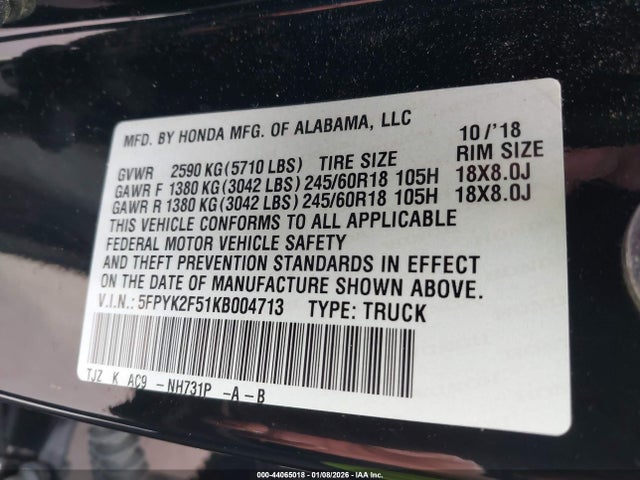 MFD. BY HONDA MFG. OF ALABAMA, LLC 10/'18
GVWR 2590 KG(5710 LBS) TIRE SIZE RIM SIZE
GAWR F 1380 KG(3042 LBS) 245/60R18 105H 18X8.0J
GAWR R 1380 KG(3042 LBS) 245/60R18 105H 18X8.0J
THIS VEHICLE CONFORMS TO ALL APPLICABLE
FEDERAL MOTOR VEHICLE SAFETY
AND THEFT PREVENTION STANDARDS IN EFFECT
ON THE DATE OF MANUFACTURE SHOWN ABOVE.
V.I.N.: 5FPYK2F51KB004713 TYPE: TRUCK
TJZ K AC9 - NH731P -A-B
000-44065018 - 01/08/2026 - IAA Inc.